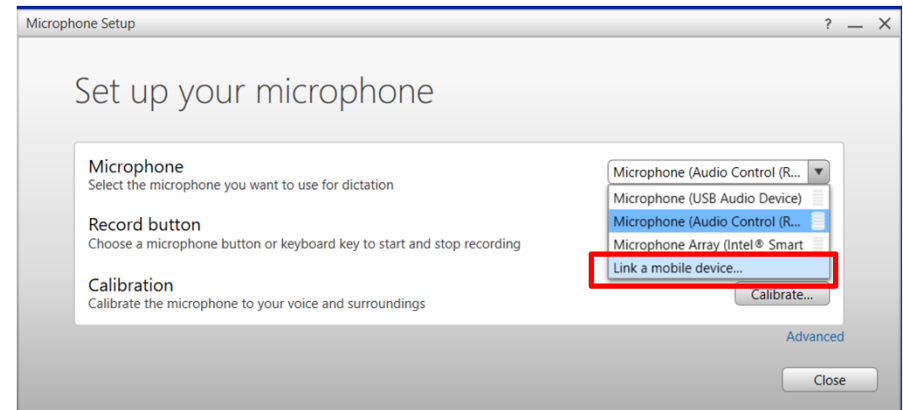 Microphone Setup
?
Set up your microphone
Microphone
Select the microphone you want to use for dictation
Microphone (Audio Control (R...
Microphone (USB Audio Device)
Microphone (Audio Control (R...
Microphone Array (Intel® Smart
Link a mobile device...
Record button
Choose a microphone button or keyboard key to start and stop recording
Calibration
Calibrate the microphone to your voice and surroundings
Calibrate...
Advanced
Close